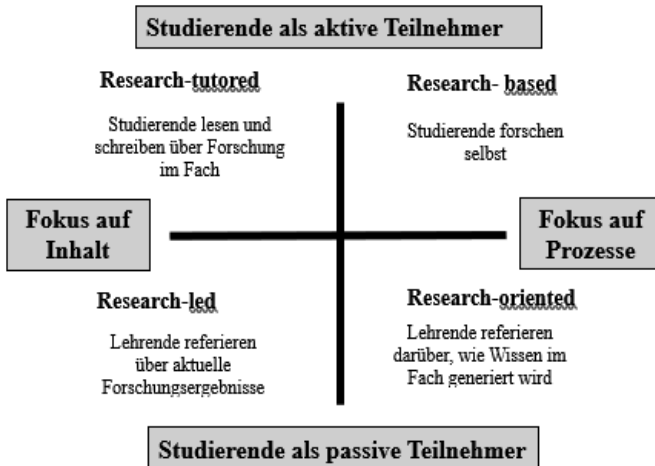 Studierende als aktive Teilnehmer
Research-tutored
Studierende lesen und
schreiben über Forschung
im Fach
Research- based
Studierende forschen
selbst
Fokus auf
Inhalt
Fokus auf
Prozesse
Research-led
Lehrende referieren
über aktuelle
Forschungsergebnisse
Research-oriented
Lehrende referieren
darüber, wie Wissen im
Fach generiert wird
Studierende als passive Teilnehmer